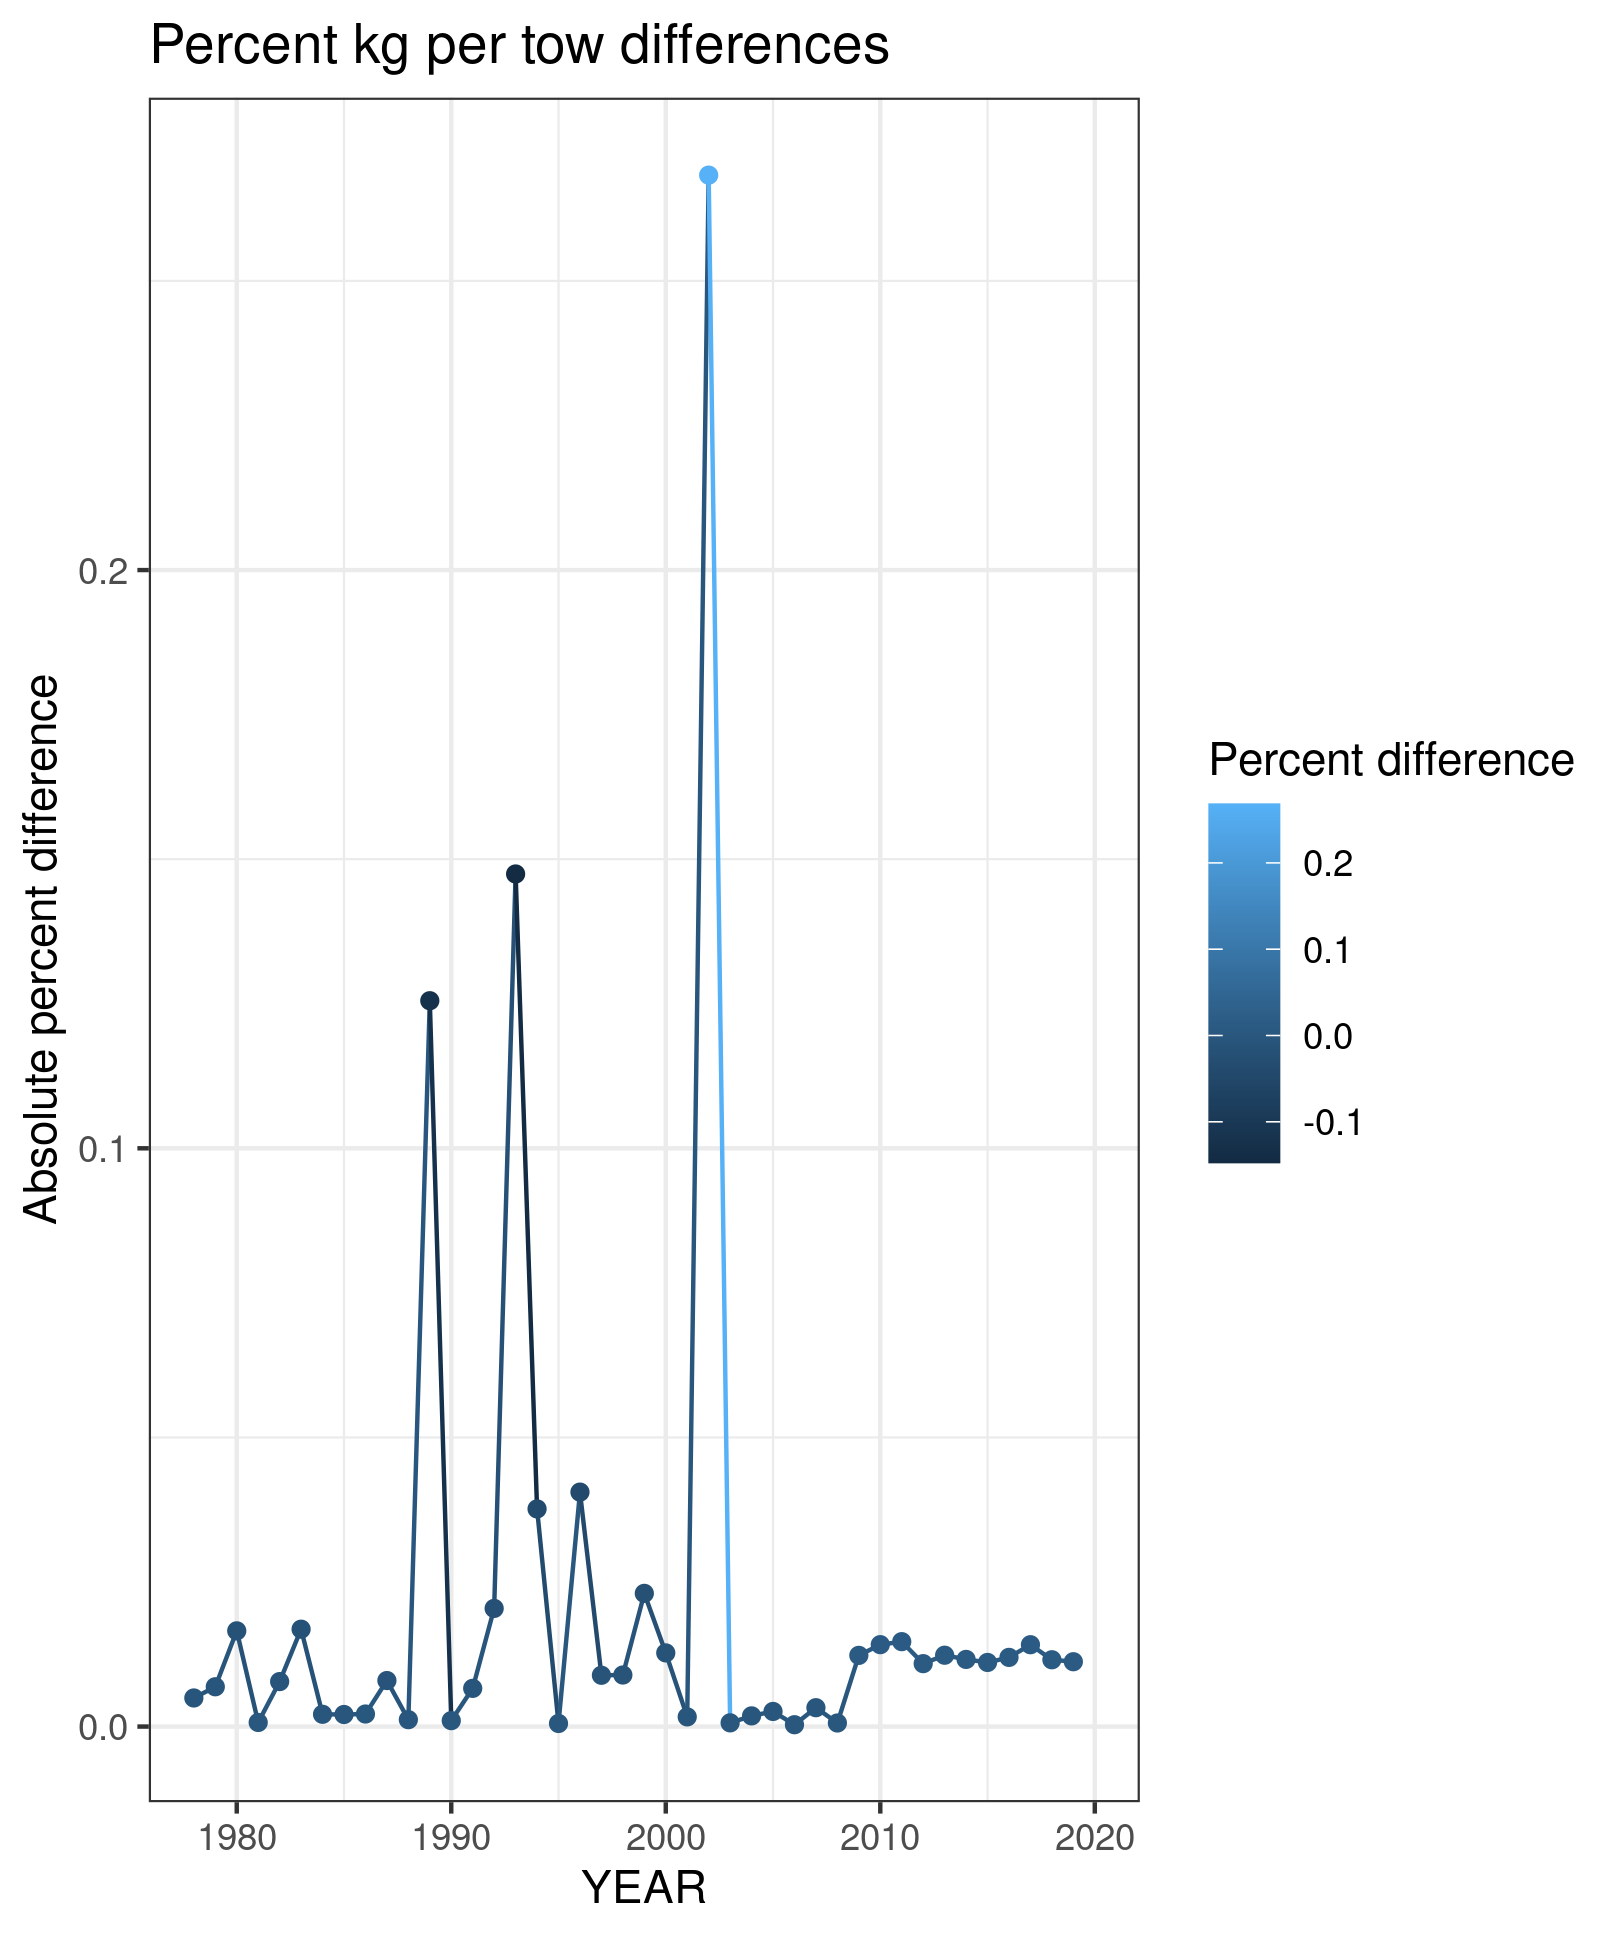 Percent kg per tow differences
Absolute percent difference
0.2
0.1
0.0
1980 1990 2000 2010 2020
YEAR
Percent difference
0.2
0.1
0.0
-0.1